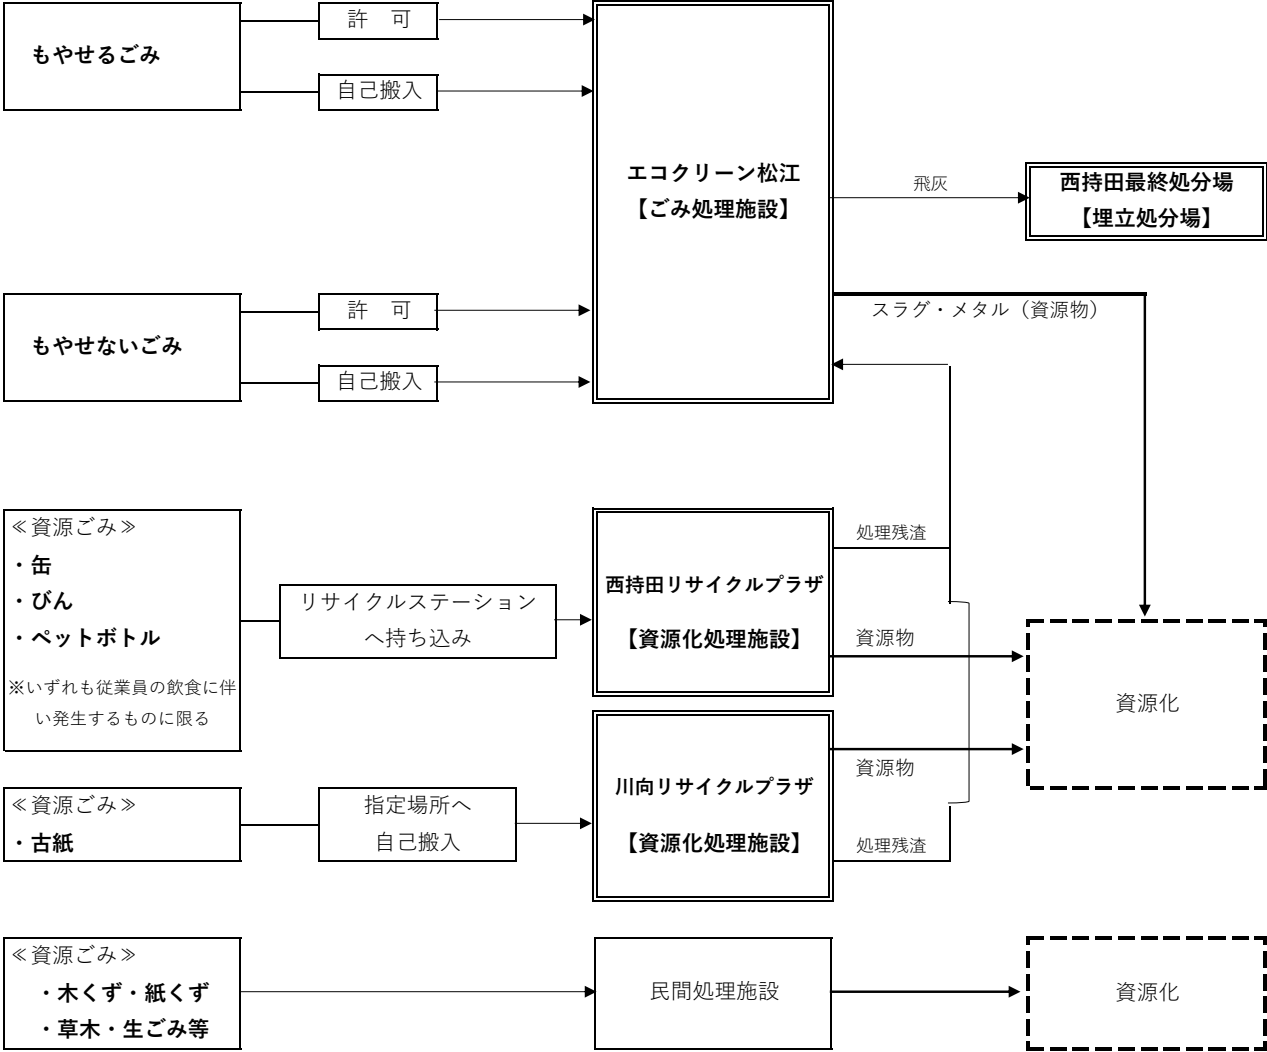 もやせるごみ
許　可
自己搬入
エコクリーン松江
【ごみ処理施設】
飛灰
西持田最終処分場
【埋立処分場】
もやせないごみ
許　可
自己搬入
スラグ・メタル（資源物）
≪資源ごみ≫
・缶
・びん
・ペットボトル
※いずれも従業員の飲食に伴
い発生するものに限る
リサイクルステーション
へ持ち込み
西持田リサイクルプラザ
【資源化処理施設】
処理残渣
資源物
資源化
≪資源ごみ≫
・古紙
指定場所へ
自己搬入
川向リサイクルプラザ
【資源化処理施設】
資源物
処理残渣
≪資源ごみ≫
・木くず・紙くず
・草木・生ごみ等
民間処理施設
資源化